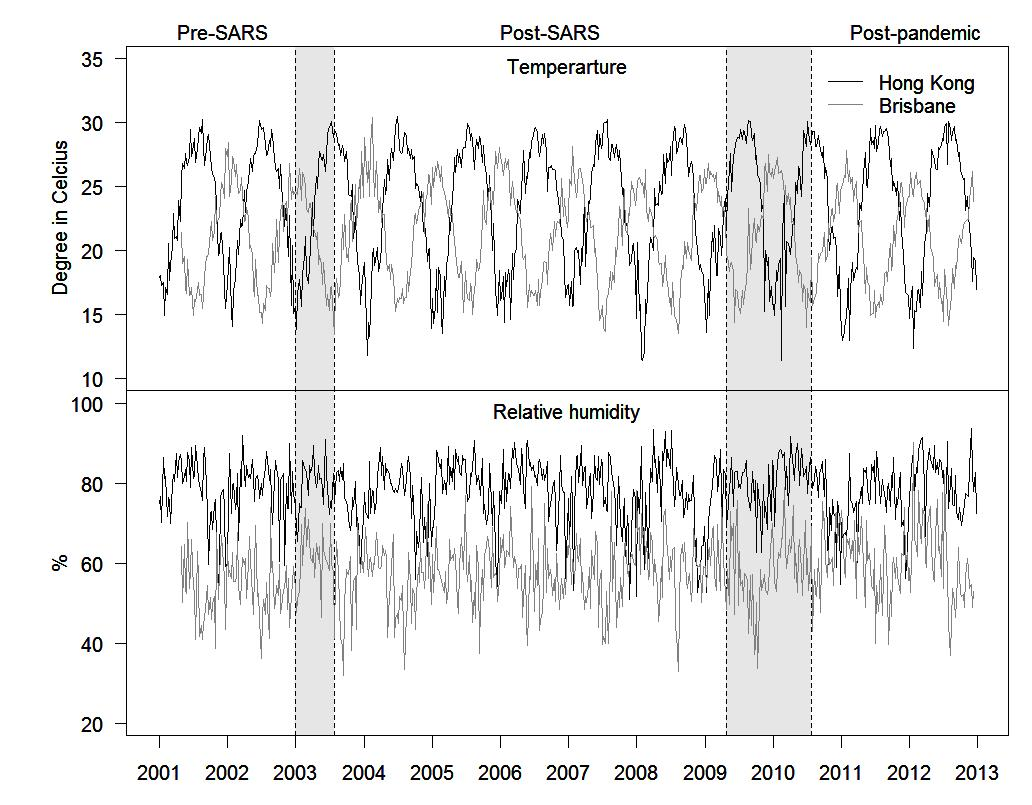 Pre-SARS Post-SARS Post-pandemic
Temperarture
Hong Kong
Brisbane
Degree in Celcius
35
30
25
20
15
10
Relative humidity
%
100
80
60
40
20
2001 2002 2003 2004 2005 2006 2007 2008 2009 2010 2011 2012 2013